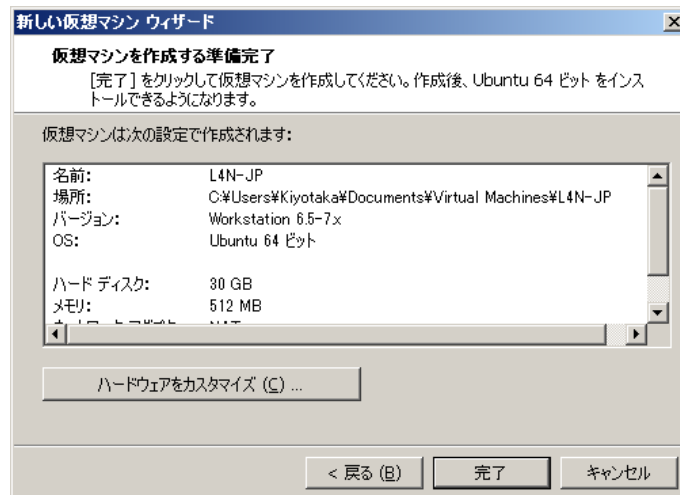 新しい仮想マシン ウィザード
仮想マシンを作成する準備完了
[完了] をクリックして仮想マシンを作成してください。作成後、Ubuntu 64 ビット をインス
トールできるようになります。
仮想マシンは次の設定で作成されます:
名前: L4N-JP
場所: C:¥Users¥Kiyotaka¥Documents¥Virtual Machines¥L4N-JP
バージョン: Workstation 6.5-7.x
OS: Ubuntu 64 ビット
ハード ディスク: 30 GB
メモリ: 512 MB
ハードウェアをカスタマイズ (C) ...
< 戻る (B)
完了
キャンセル